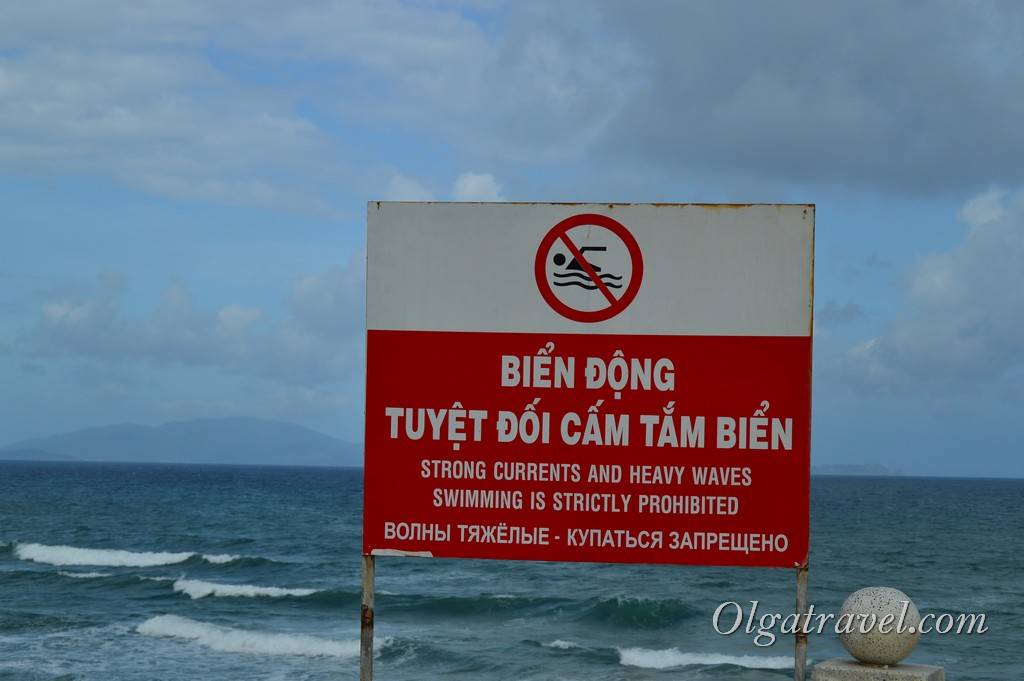 BIỂN ĐỘNG
TUYỆT ĐỐI CẤM TẮM BIỂN
STRONG CURRENTS AND HEAVY WAVES
SWIMMING IS STRICTLY PROHIBITED
ВОЛНЫ ТЯЖЁЛЫЕ - КУПАТЬСЯ ЗАПРЕЩЕНО
Olgatravel.com